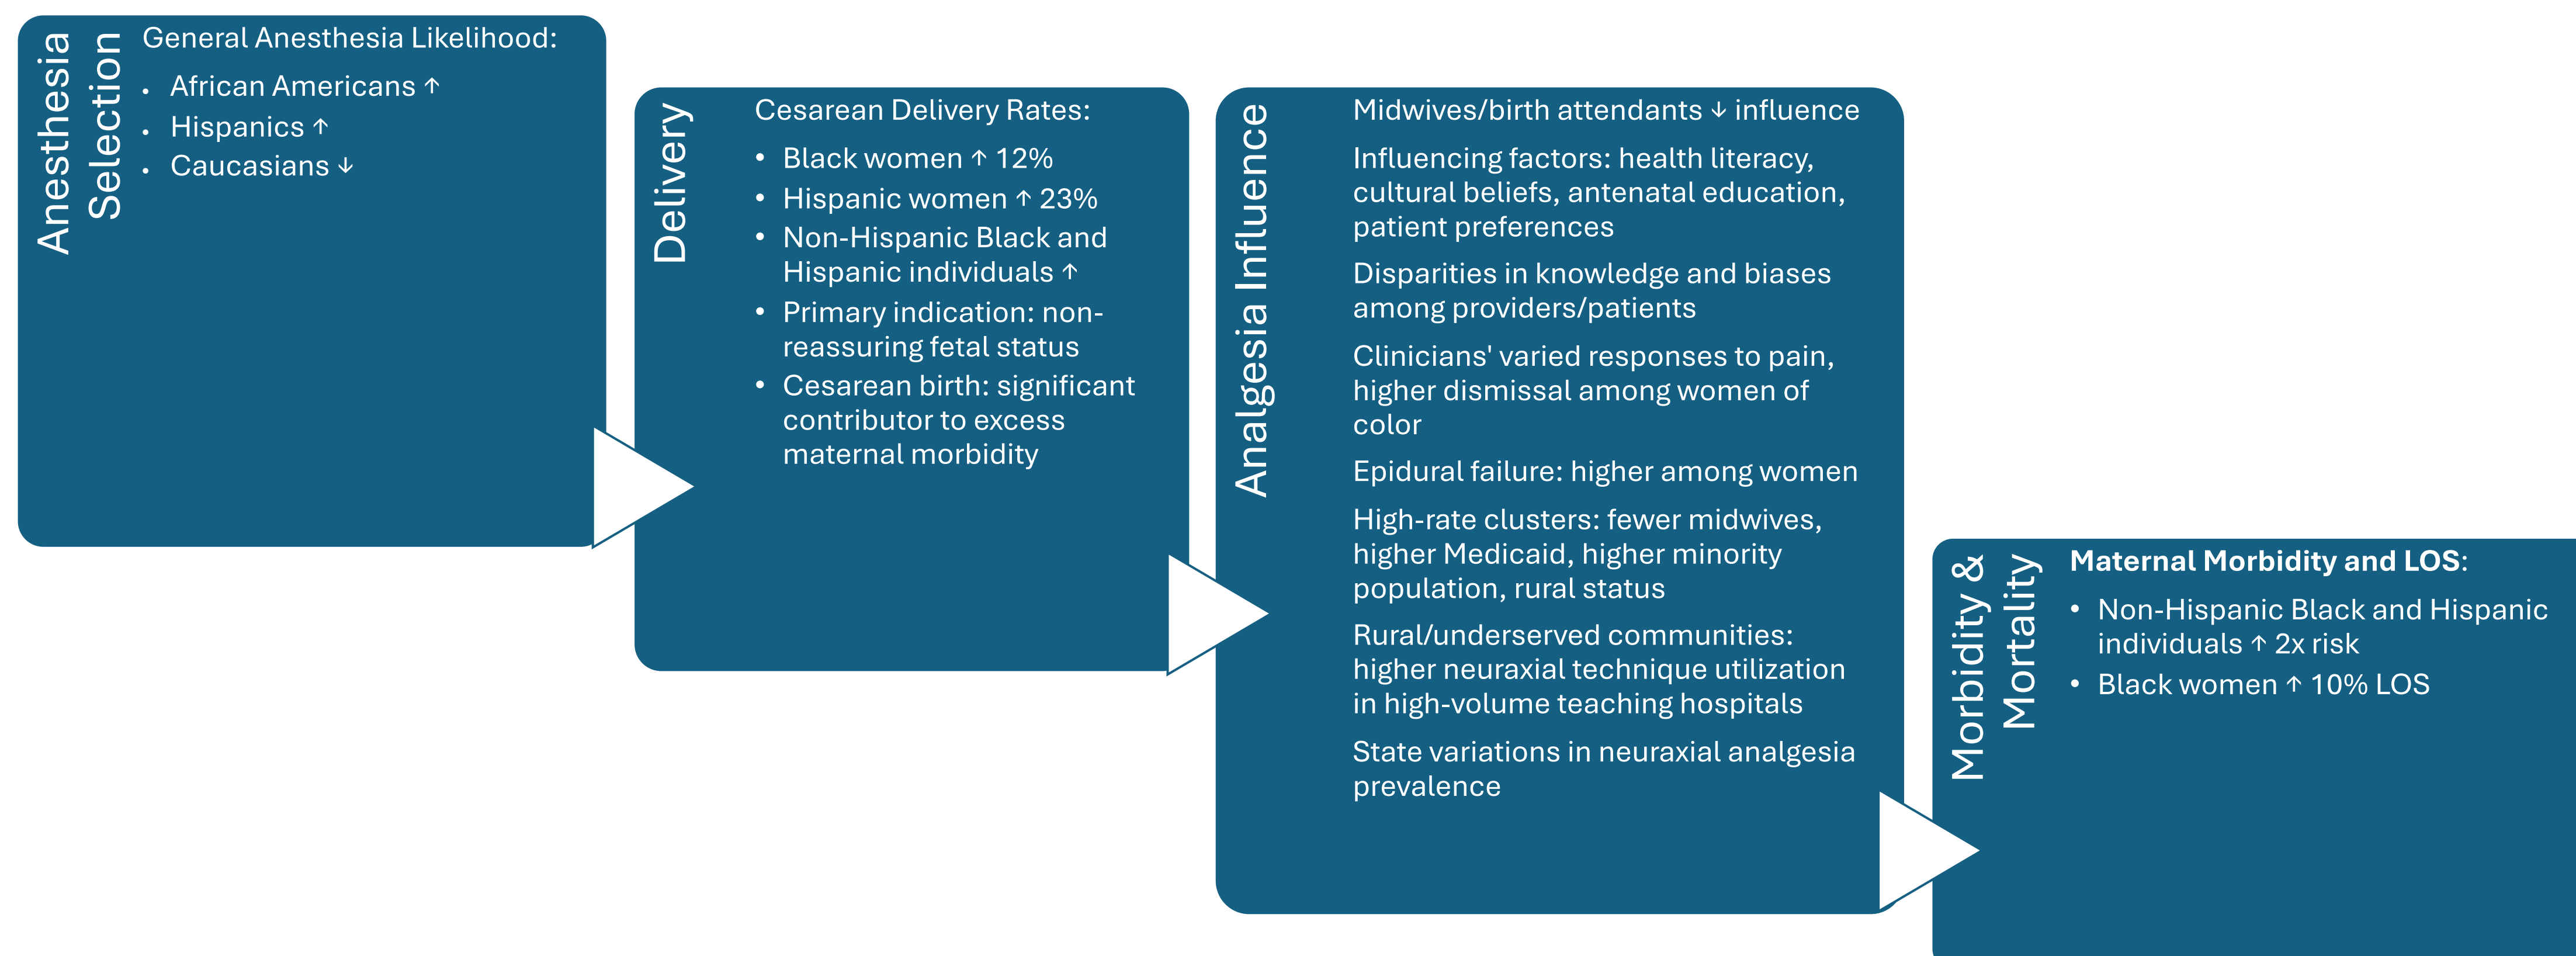 Anesthesia
Selection
General Anesthesia Likelihood:
• African Americans ↑
• Hispanics ↑
• Caucasians ↓
Delivery
Cesarean Delivery Rates:
• Black women ↑ 12%
• Hispanic women ↑ 23%
• Non-Hispanic Black and
Hispanic individuals ↑
• Primary indication: non-
reassuring fetal status
• Cesarean birth: significant
contributor to excess
maternal morbidity
Analgesia Influence
Midwives/birth attendants ↓ influence
Influencing factors: health literacy,
cultural beliefs, antenatal education,
patient preferences
Disparities in knowledge and biases
among providers/patients
Clinicians' varied responses to pain,
higher dismissal among women of
color
Epidural failure: higher among women
High-rate clusters: fewer midwives,
higher Medicaid, higher minority
population, rural status
Rural/underserved communities:
higher neuraxial technique utilization
in high-volume teaching hospitals
State variations in neuraxial analgesia
prevalence
Morbidity &
Mortality
Maternal Morbidity and LOS:
• Non-Hispanic Black and Hispanic
individuals ↑ 2x risk
• Black women ↑ 10% LOS